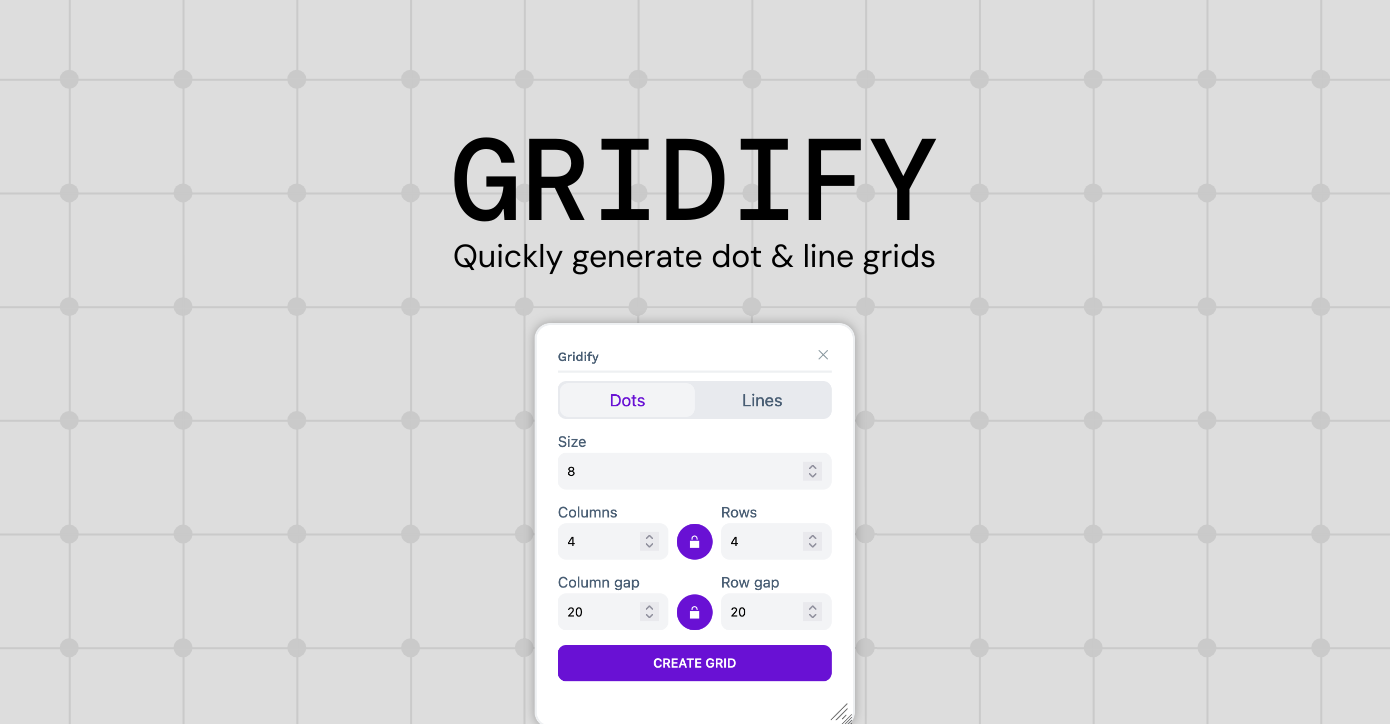 GRIDIFY
Quickly generate dot & line grids
Gridify
Dots Lines
Size
8
Columns Rows
4 4
Column gap Row gap
20 20
CREATE GRID